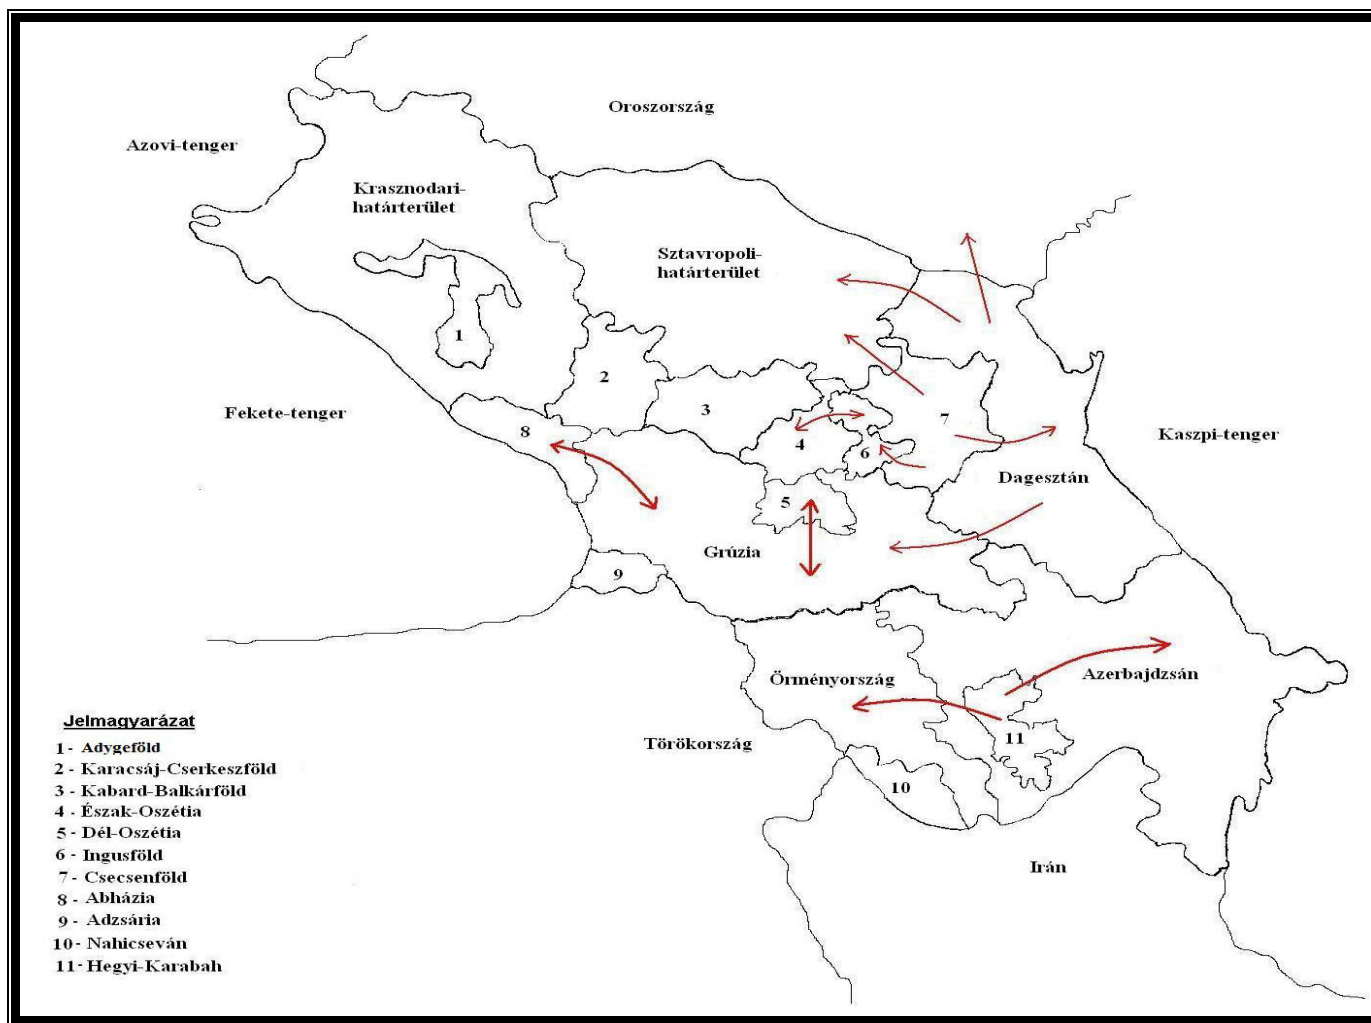 Oroszország
Azovi-tenger
Krasznodari-
határterület
Sztavropoli-
határterület
1
2
3
Fekete-tenger
8
4
7
6
Kaszpi-tenger
Dagesztán
5
Grúzia
9
Örményország
Azerbajdzsán
Törökország
11
10
Irán
Jelmagyarázat
1 - Adygeföld
2 - Karacsáj-Cserkeszföld
3 - Kabard-Balkárföld
4 - Észak-Oszétia
5 - Dél-Oszétia
6 - Ingusföld
7 - Csecsenföld
8 - Abházia
9 - Adzsária
10 - Nahicseván
11 - Hegyi-Karabah